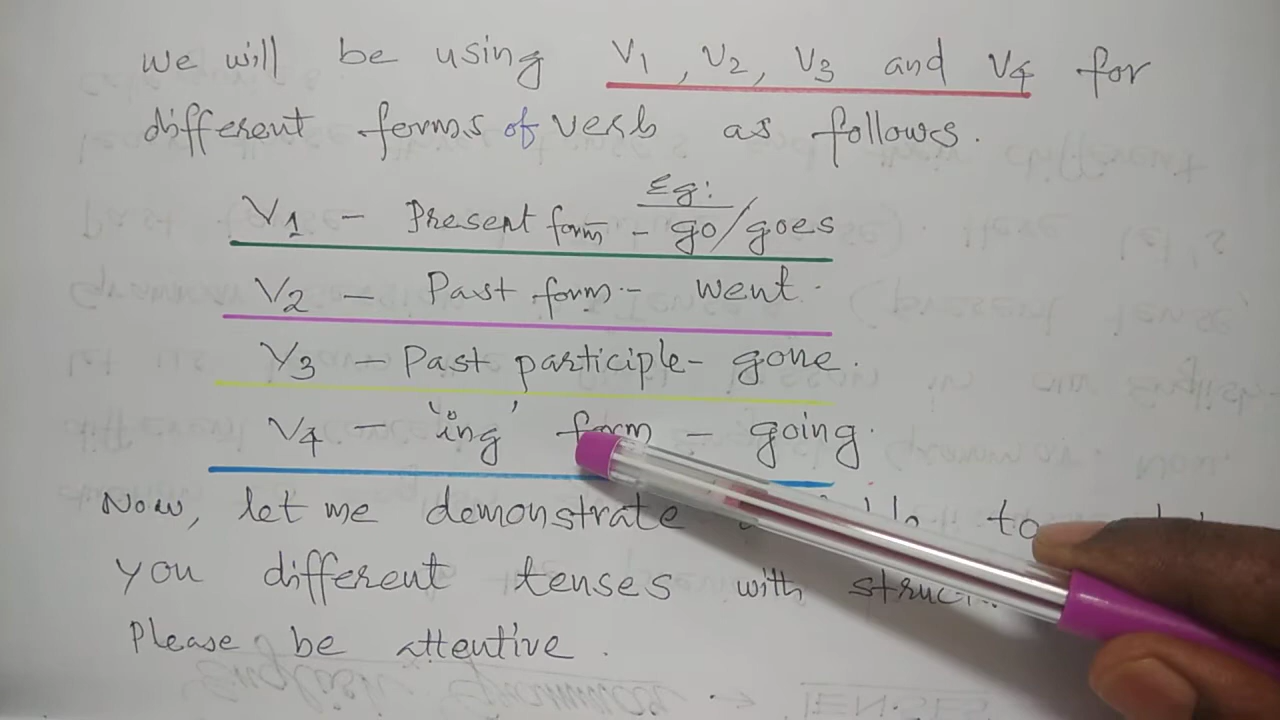 We will be using V1, V2, V3 and V4 for
different forms of verb as follows.
Eg:
V1 - Present form - go/goes
V2 - Past form - went.
V3 - Past participle - gone.
V4 - 'ing' form - going.
Now, let me demonstrate to
you different tenses with
Please be attentive.